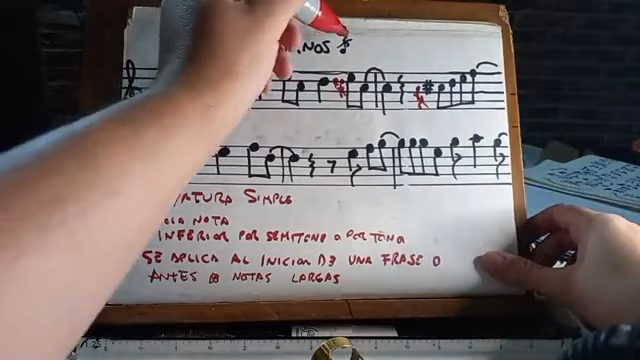 NOS
SIMPLE
NOTA
INFERIOR POR SEMITONO O POR TONO
SE APLICA AL INICIO DE UNA FRASE O
ANTES DE NOTAS LARGAS